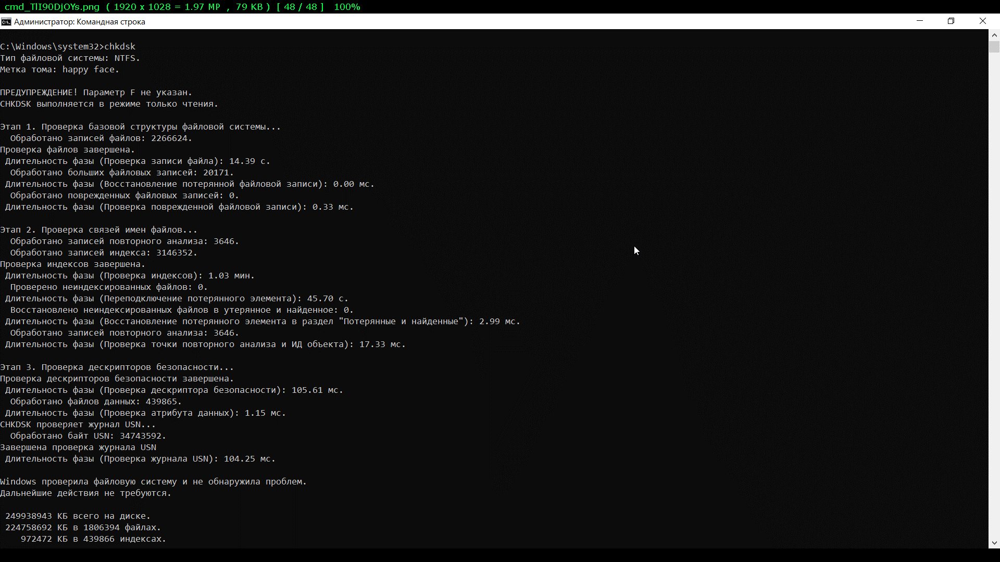 cmd_TlI90DjOYs.png ( 1920 x 1028 = 1.97 MP , 79 KB ) [ 48 / 48 ] 100%
Администратор: Командная строка
C:\Windows\system32>chkdsk
Тип файловой системы: NTFS.
Метка тома: happy face.
ПРЕДУПРЕЖДЕНИЕ! Параметр F не указан.
CHKDSK выполняется в режиме только чтения.
Этап 1. Проверка базовой структуры файловой системы...
Обработано записей файлов: 2266624.
Проверка файлов завершена.
Длительность фазы (Проверка записи файла): 14.39 с.
Обработано больших файловых записей: 20171.
Длительность фазы (Восстановление потерянной файловой записи): 0.00 мс.
Обработано поврежденных файловых записей: 0.
Длительность фазы (Проверка поврежденной файловой записи): 0.33 мс.
Этап 2. Проверка связей имен файлов...
Обработано записей повторного анализа: 3646.
Обработано записей индекса: 3146352.
Проверка индексов завершена.
Длительность фазы (Проверка индексов): 1.03 мин.
Проверено неиндексированных файлов: 0.
Длительность фазы (Переподключение потерянного элемента): 45.70 с.
Восстановлено неиндексированных файлов в утерянное и найденное: 0.
Длительность фазы (Восстановление потерянного элемента в раздел "Потерянные и найденные"): 2.99 мс.
Обработано записей повторного анализа: 3646.
Длительность фазы (Проверка точки повторного анализа и ИД объекта): 17.33 мс.
Этап 3. Проверка дескрипторов безопасности...
Проверка дескрипторов безопасности завершена.
Длительность фазы (Проверка дескриптора безопасности): 105.61 мс.
Обработано файлов данных: 439865.
Длительность фазы (Проверка атрибута данных): 1.15 мс.
CHKDSK проверяет журнал USN...
Обработано байт USN: 34743592.
Завершена проверка журнала USN
Длительность фазы (Проверка журнала USN): 104.25 мс.
Windows проверила файловую систему и не обнаружила проблем.
Дальнейшие действия не требуются.
249938943 КБ всего на диске.
224758692 КБ в 1806394 файлах.
972472 КБ в 439866 индексах.